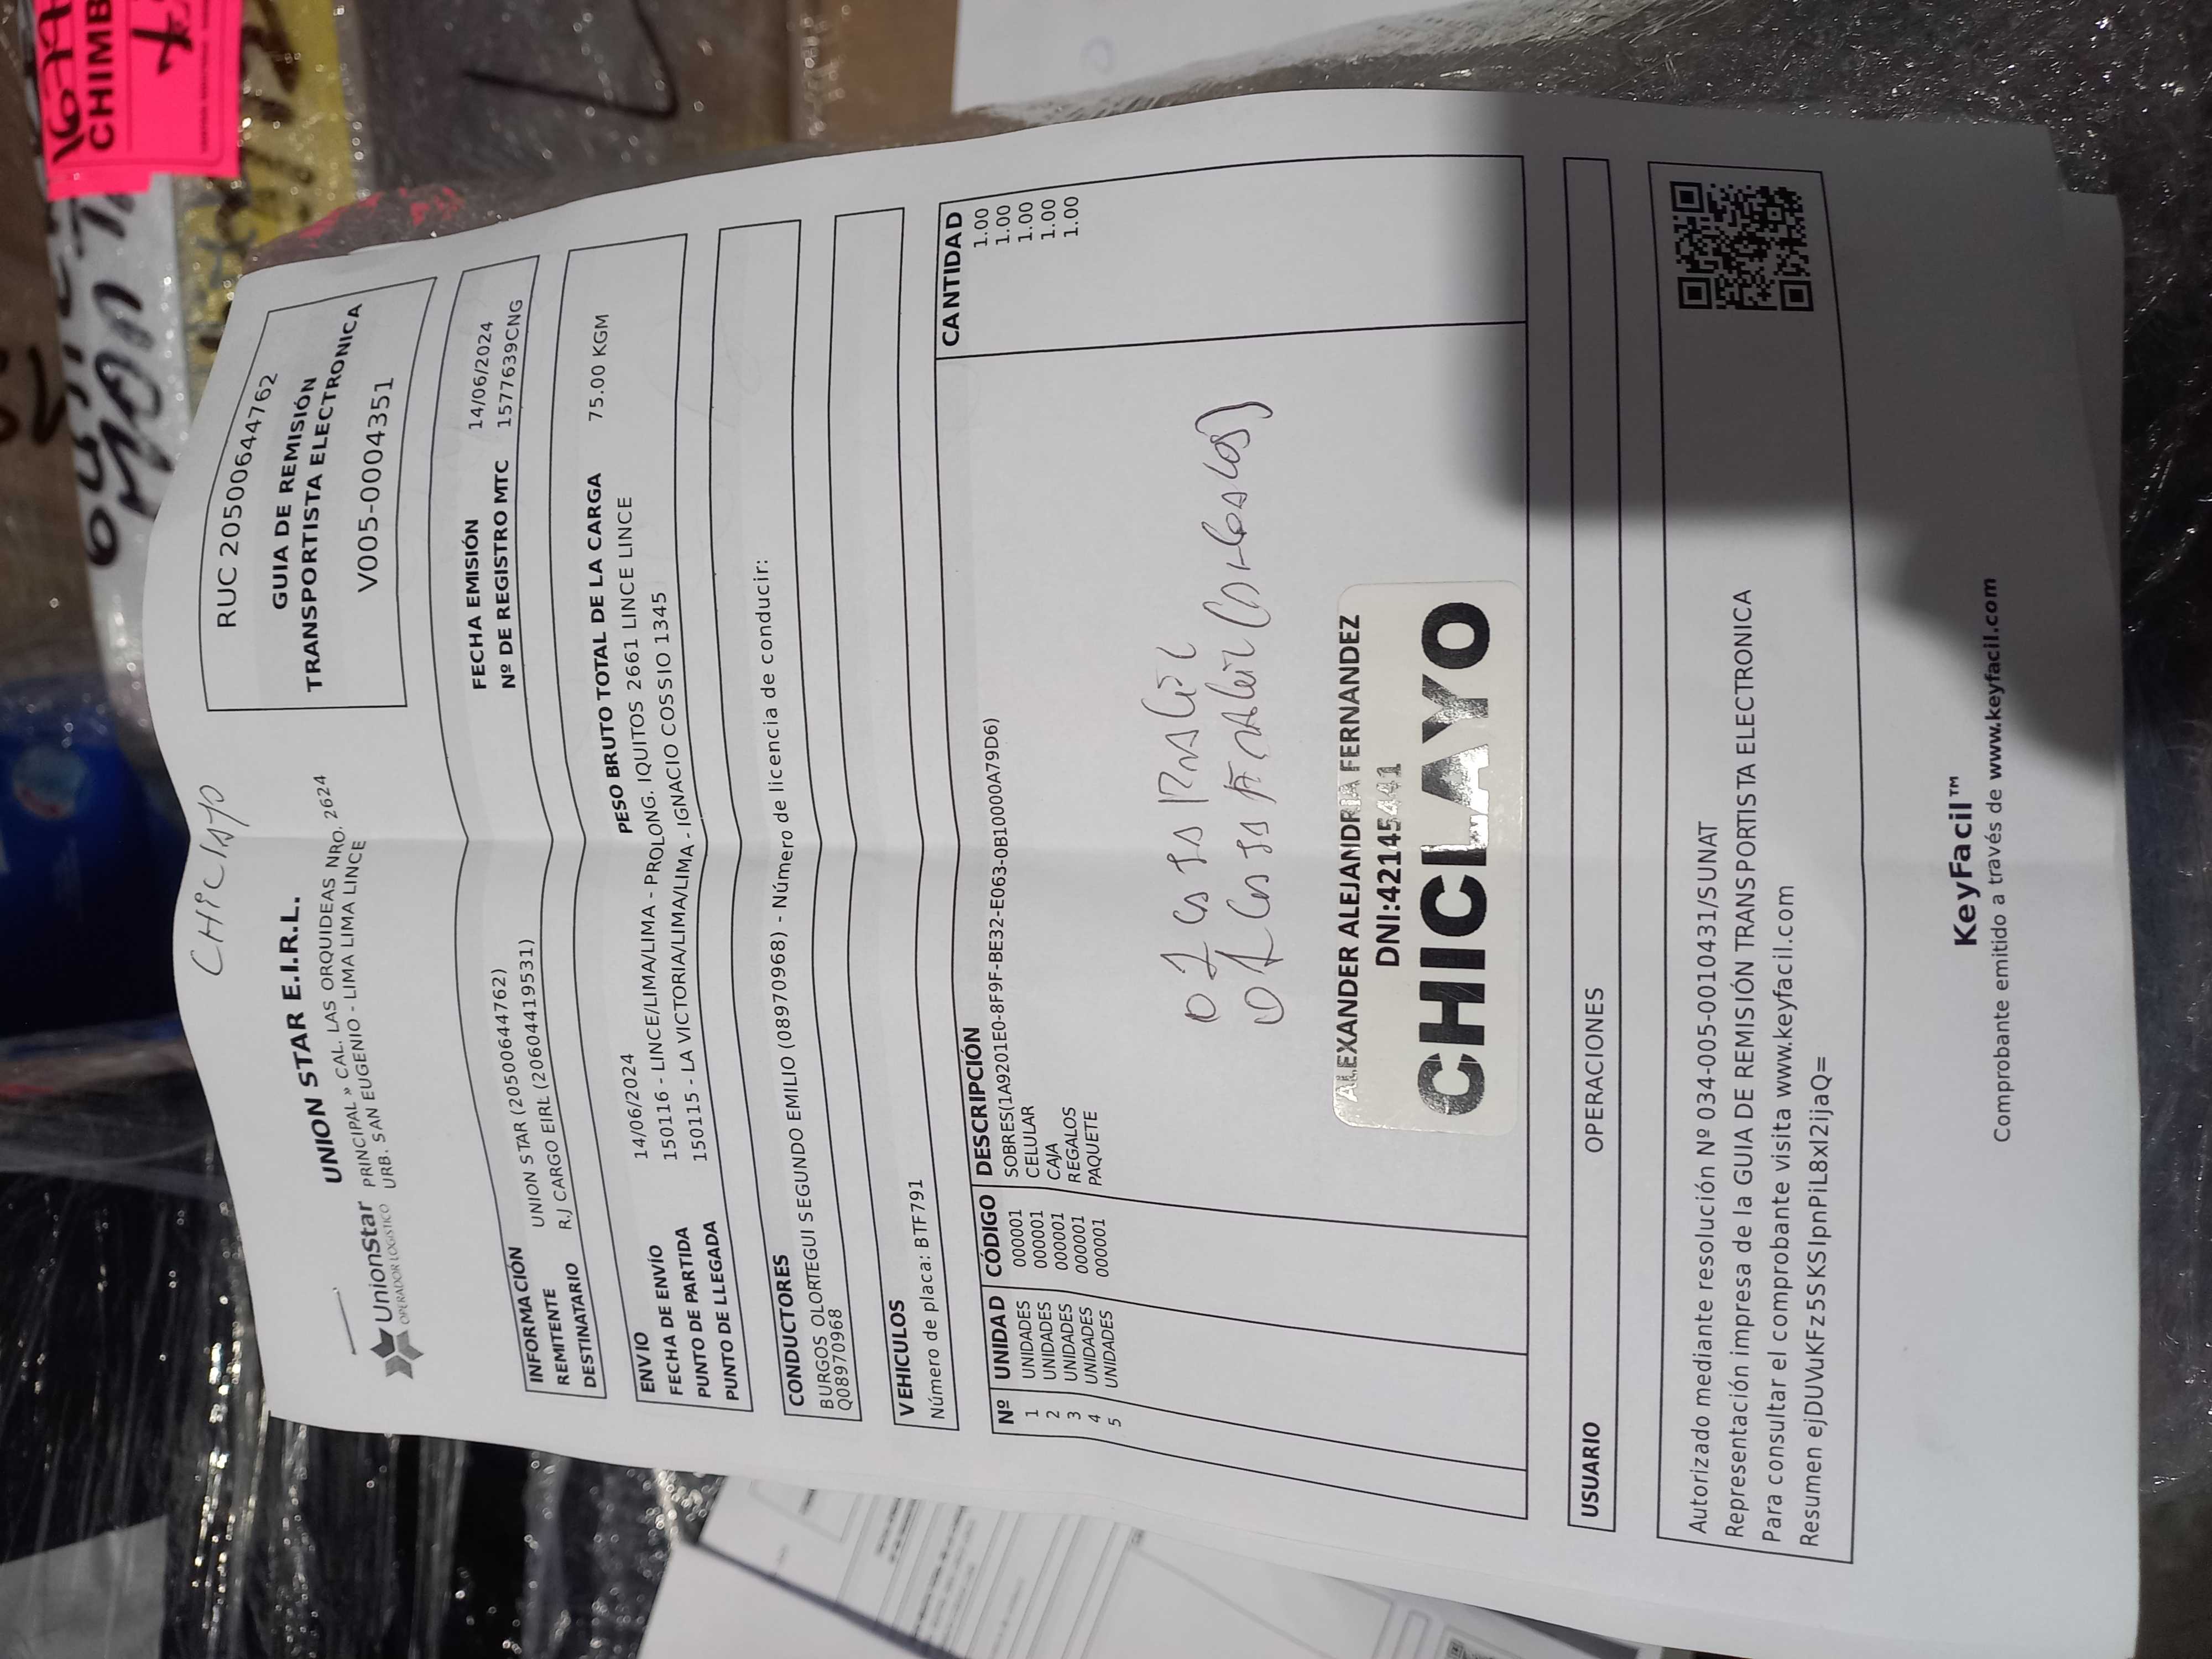 CHICLAYO
UnionStar
OPERADOR LOGISTICO
UNION STAR E.I.R.L.
PRINCIPAL » CAL. LAS ORQUIDEAS NRO. 2624
URB. SAN EUGENIO - LIMA LIMA LINCE
RUC 20500644762
GUIA DE REMISIÓN
TRANSPORTISTA ELECTRONICA
V005-0004351
INFORMACIÓN
REMITENTE UNION STAR (20500644762)
DESTINATARIO R.J CARGO EIRL (20604419531)
FECHA EMISIÓN 14/06/2024
Nº DE REGISTRO MTC 1577639CNG
ENVIO
FECHA DE ENVÍO 14/06/2024 PESO BRUTO TOTAL DE LA CARGA 75.00 KGM
PUNTO DE PARTIDA 150116 - LINCE/LIMA/LIMA - PROLONG. IQUITOS 2661 LINCE LINCE
PUNTO DE LLEGADA 150115 - LA VICTORIA/LIMA/LIMA - IGNACIO COSSIO 1345
CONDUCTORES
BURGOS OLORTEGUI SEGUNDO EMILIO (08970968) - Número de licencia de conducir:
Q08970968
VEHICULOS
Número de placa: BTF791
Nº UNIDAD CÓDIGO DESCRIPCIÓN CANTIDAD
1 UNIDADES 000001 SOBRES(1A9201E0-8F9F-BE32-E063-0B10000A79D6) 1.00
2 UNIDADES 000001 CELULAR 1.00
3 UNIDADES 000001 CAJA 1.00
4 UNIDADES 000001 REGALOS 1.00
5 UNIDADES 000001 PAQUETE 1.00
ALEXANDER ALEJANDRIA FERNANDEZ
DNI:42145441
CHICLAYO
USUARIO OPERACIONES
Autorizado mediante resolución Nº 034-005-0010431/SUNAT
Representación impresa de la GUIA DE REMISIÓN TRANSPORTISTA ELECTRONICA
Para consultar el comprobante visita www.keyfacil.com
Resumen ejDUVuKFz5SKSIpnPiL8xI2ijaQ=
KeyFacil™
Comprobante emitido a través de www.keyfacil.com
CHIMB